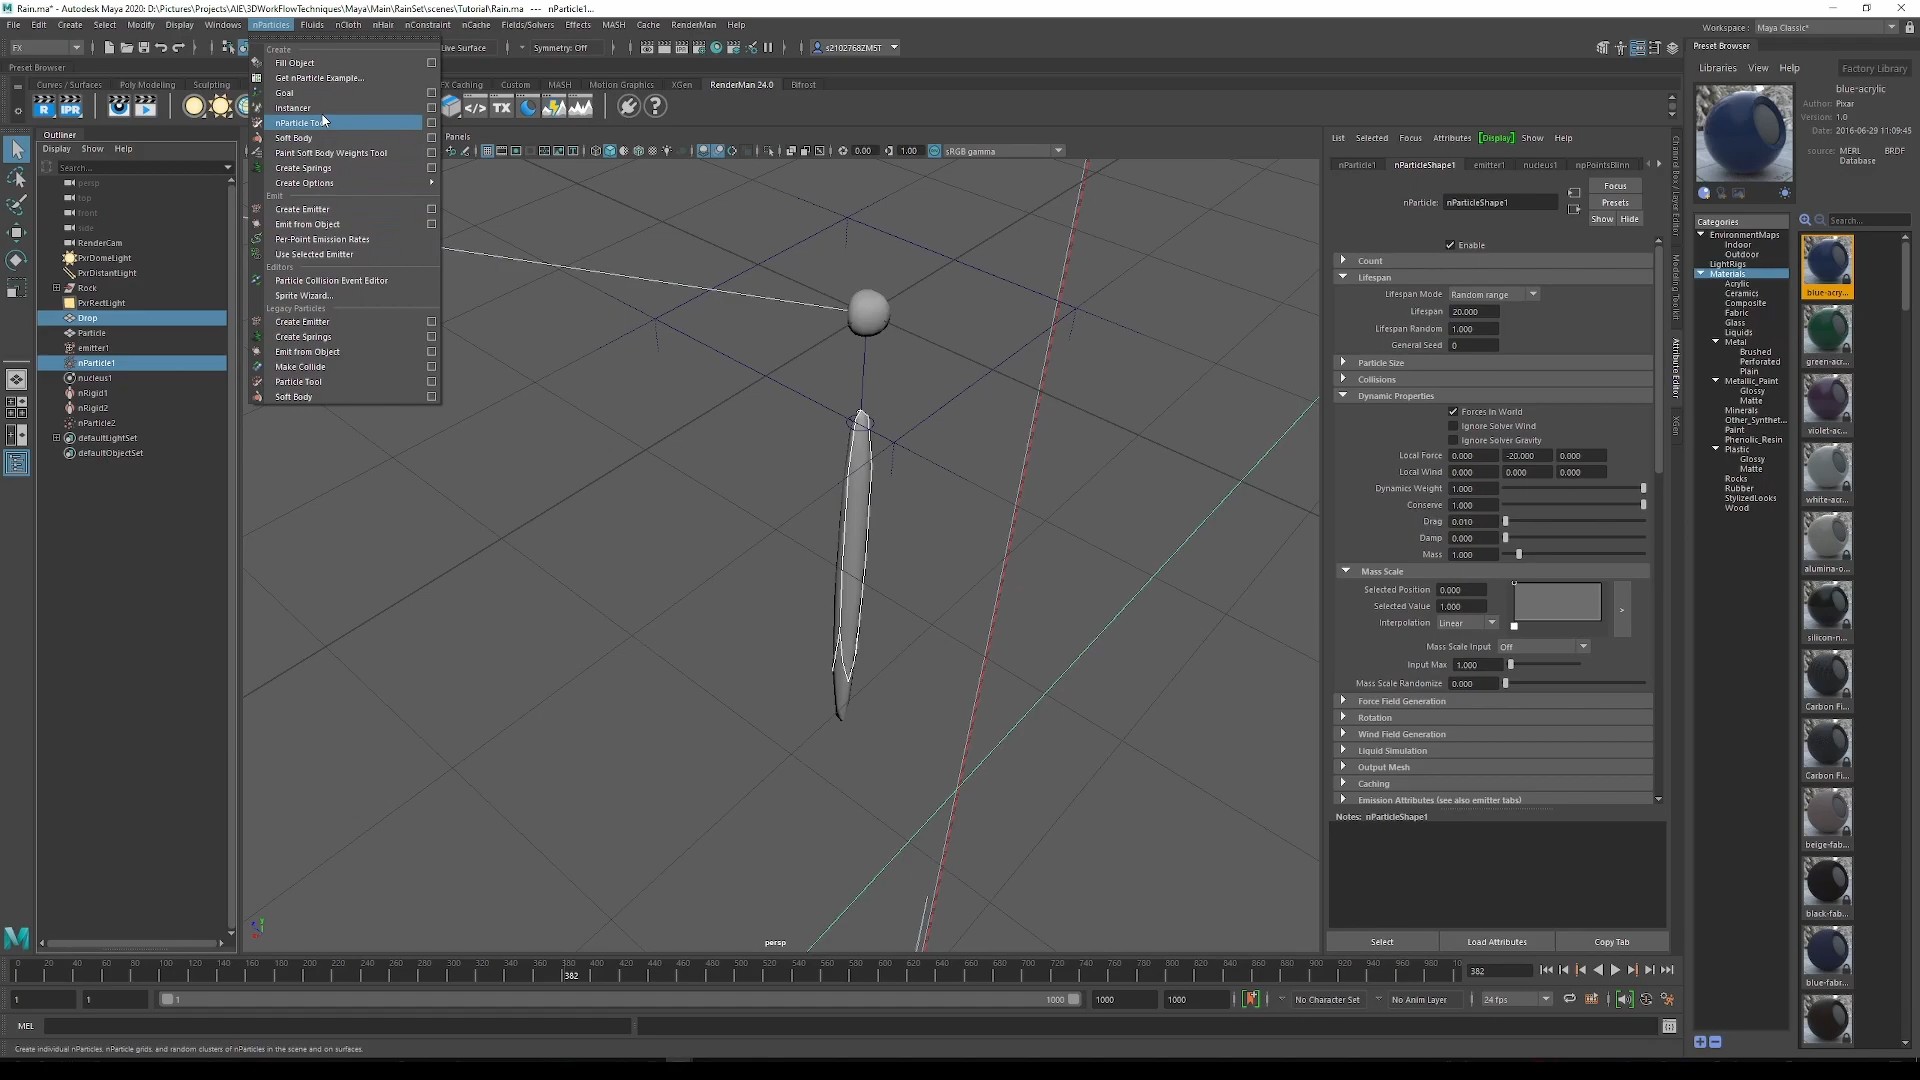 Rain.ma* - Autodesk Maya 2020: D:\Pictures\Projects\AIE\3DWorkFlowTechniques\Maya\Main\RainSet\scenes\Tutorial\Rain.ma --- nParticle1...
File Edit Create Select Modify Display Windows nParticles Fluids nCloth nHair nConstraint nCache Fields/Solvers Effects MASH Cache RenderMan Help
Workspace: Maya Classic*
FX
Live Surface
Symmetry: Off
s2102768ZM5T
Preset Browser
Curves / Surfaces Poly Modeling Sculpting
FX Caching Custom MASH Motion Graphics XGen RenderMan 24.0 Bifrost
Create
Fill Object
Get nParticle Example...
Goal
Instancer
nParticle Too
Soft Body
Paint Soft Body Weights Tool
Create Springs
Create Options
Emit
Create Emitter
Emit from Object
Per-Point Emission Rates
Use Selected Emitter
Editors
Particle Collision Event Editor
Sprite Wizard...
Legacy Particles
Create Emitter
Create Springs
Emit from Object
Make Collide
Particle Tool
Soft Body
Outliner
Display Show Help
Search...
persp
top
front
side
RenderCam
PxrDomeLight
PxrDistantLight
Rock
PxrRectLight
Drop
Particle
emitter1
nParticle1
nucleus1
nRigid1
nRigid2
nParticle2
defaultLightSet
defaultObjectSet
Panels
0.00
1.00
sRGB gamma
persp
List Selected Focus Attributes Display Show Help
nParticle1 nParticleShape1 emitter1 nucleus1 npPointsBlinn
Focus
nParticle: nParticleShape1
Presets
Show Hide
Enable
Count
Lifespan
Lifespan Mode Random range
Lifespan 20.000
Lifespan Random 1.000
General Seed 0
Particle Size
Collisions
Dynamic Properties
Forces In World
Ignore Solver Wind
Ignore Solver Gravity
Local Force 0.000 -20.000 0.000
Local Wind 0.000 0.000 0.000
Dynamics Weight 1.000
Conserve 1.000
Drag 0.010
Damp 0.000
Mass 1.000
Mass Scale
Selected Position 0.000
Selected Value 1.000
Interpolation Linear
>
Mass Scale Input Off
Input Max 1.000
Mass Scale Randomize 0.000
Force Field Generation
Rotation
Wind Field Generation
Liquid Simulation
Output Mesh
Caching
Emission Attributes (see also emitter tabs)
Notes: nParticleShape1
Select Load Attributes Copy Tab
Channel Box / Layer Editor
Modeling Toolkit
Attribute Editor
XGen
Preset Browser
Libraries View Help Factory Library
blue-acrylic
Author: Pixar
Version: 1.0
Date: 2016-06-29 11:09:45
source: MERL BRDF
Database
Search...
Categories
EnvironmentMaps
Indoor
Outdoor
LightRigs
Materials
Acrylic
Ceramics
Composite
Fabric
Glass
Liquids
Metal
Brushed
Perforated
Plain
Metallic_Paint
Glossy
Matte
Minerals
Other_Synthet...
Paint
Phenolic_Resin
Plastic
Glossy
Matte
Rocks
Rubber
StylizedLooks
Wood
blue-acry...
green-acr...
violet-ac...
white-acr...
alumina-o...
silicon-n...
Carbon Fi...
Carbon Fi...
beige-fab...
black-fab...
blue-fabr...
0 20 40 60 80 100 120 140 160 180 200 220 240 260 280 300 320 340 360 382 400 420 440 460 480 500 520 540 560 580 600 620 640 660 680 700 720 740 760 780 800 820 840 860 880 900 920 940 960 980 10
382
1 1 1 1000 1000 1000
No Character Set
No Anim Layer
24 fps
MEL
Create individual nParticles, nParticle grids, and random clusters of nParticles in the scene and on surfaces.